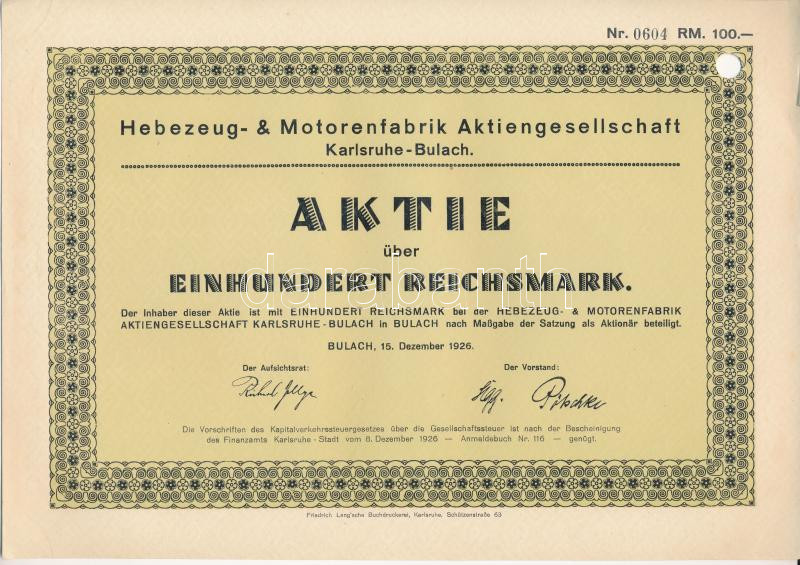 Nr. 0604 RM. 100.—
Hebezeug- & Motorenfabrik Aktiengesellschaft
Karlsruhe-Bulach.
AKTIE
über
EINHUNDERT REICHSMARK.
darabanth
Der Inhaber dieser Aktie ist mit EINHUNDERT REICHSMARK bei der HEBEZEUG- & MOTORENFABRIK
AKTIENGESELLSCHAFT KARLSRUHE-BULACH in BULACH nach Maßgabe der Satzung als Aktionär beteiligt.
BULACH, 15. Dezember 1926.
Der Aufsichtsrat: Der Vorstand:
Pötschke
Die Vorschriften des Kapitalverkehrssteuergesetzes über die Gesellschaftssteuer ist nach der Bescheinigung
des Finanzamts Karlsruhe-Stadt vom 8. Dezember 1926 — Anmeldebuch Nr. 116 — genügt.
Friedrich Lang'sche Buchdruckerei, Karlsruhe, Schützenstraße 63